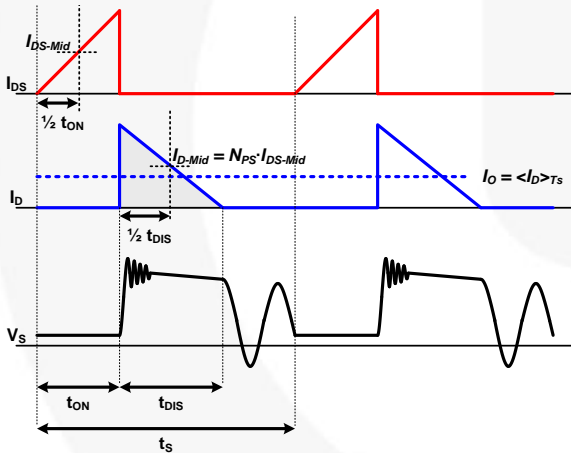 I_DS-Mid
I_DS
½ t_ON
I_D-Mid = N_PS·I_DS-Mid
I_O = <I_D>_Ts
I_D
½ t_DIS
V_S
t_ON
t_DIS
t_S